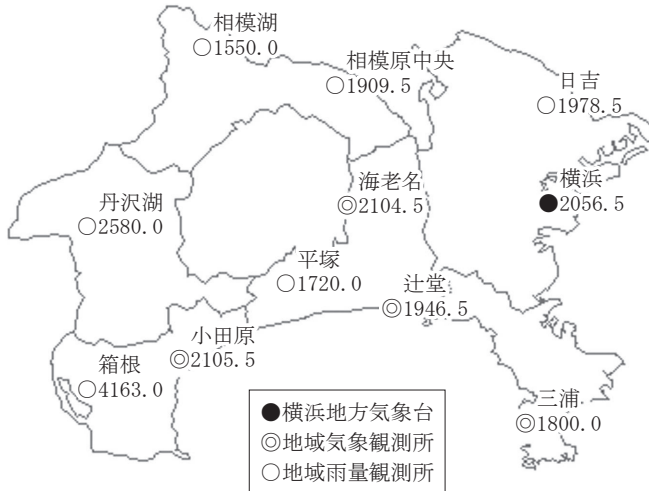 相模湖
○1550.0
相模原中央
○1909.5
日吉
○1978.5
丹沢湖
○2580.0
海老名
◎2104.5
横浜
●2056.5
平塚
○1720.0
辻堂
◎1946.5
小田原
◎2105.5
箱根
○4163.0
三浦
◎1800.0
●横浜地方気象台
◎地域気象観測所
○地域雨量観測所